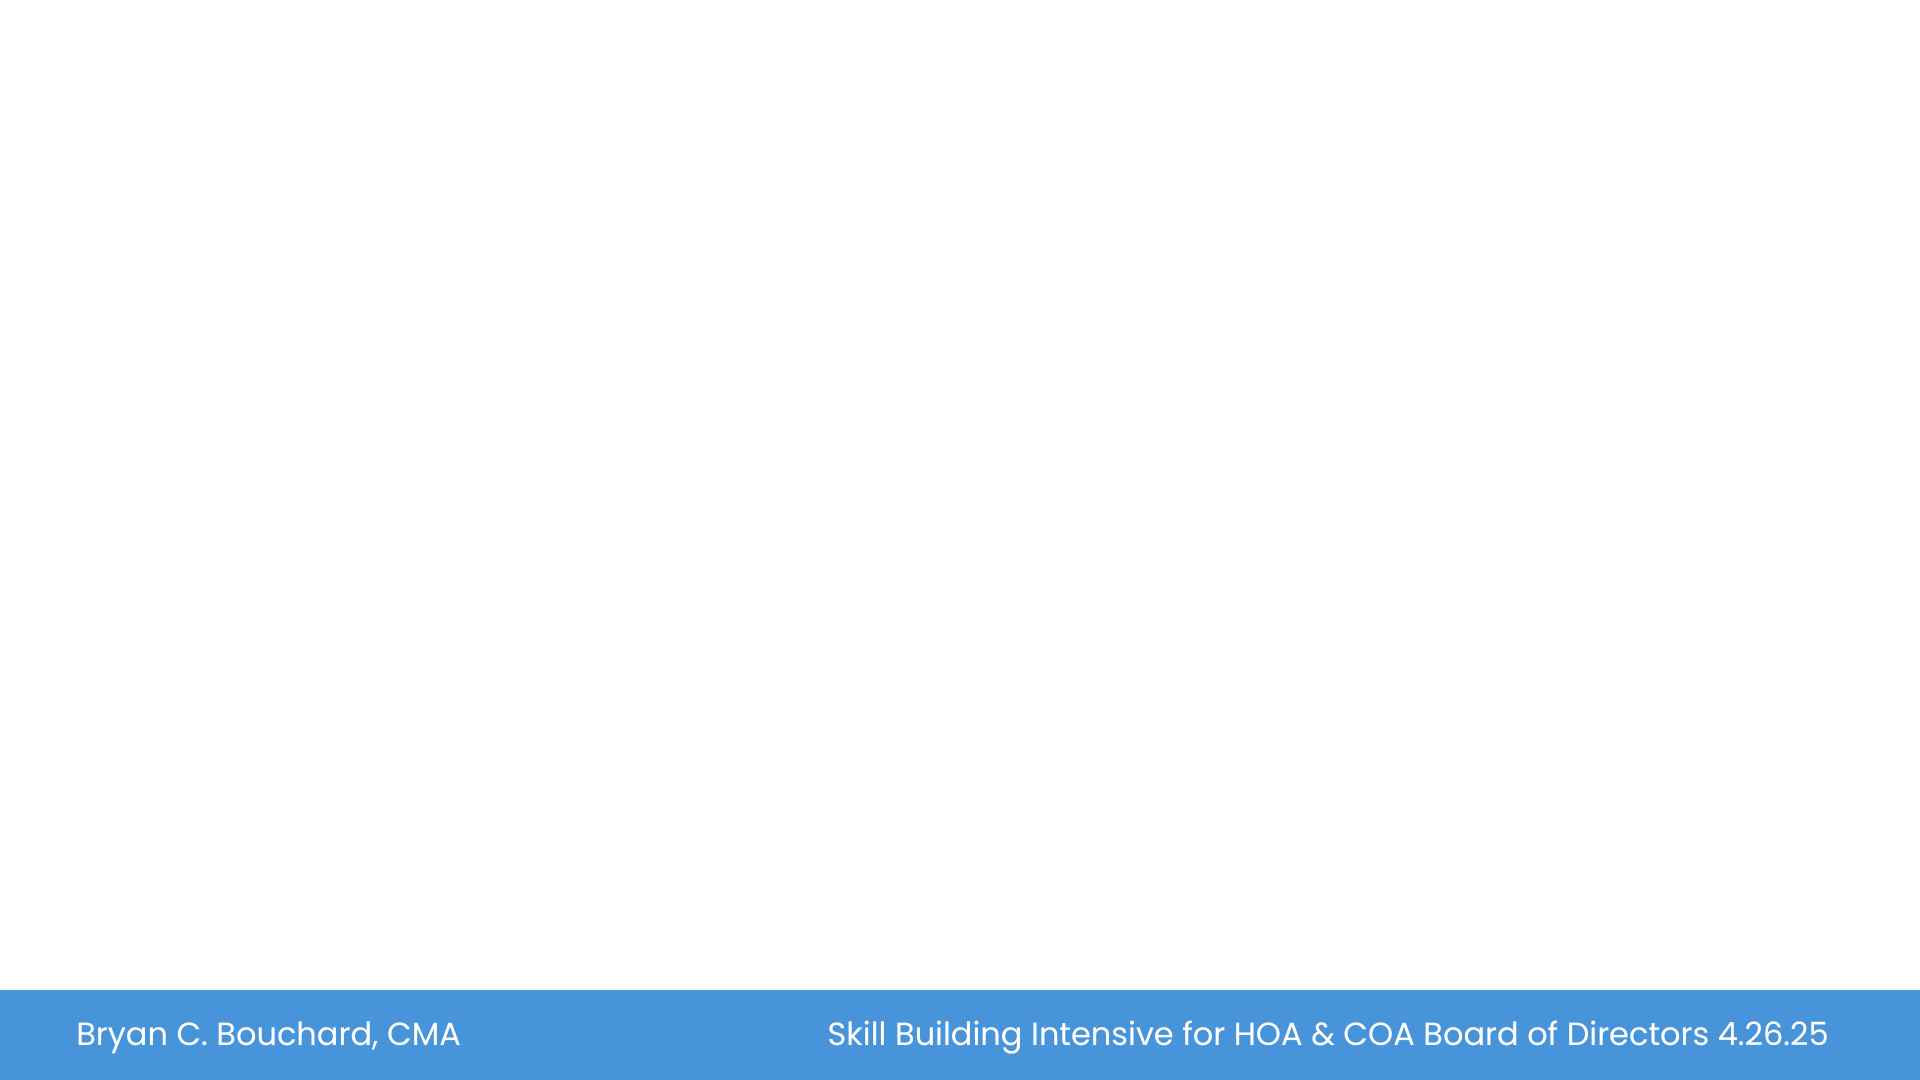 Bryan C. Bouchard, CMA
Skill Building Intensive for HOA & COA Board of Directors 4.26.25